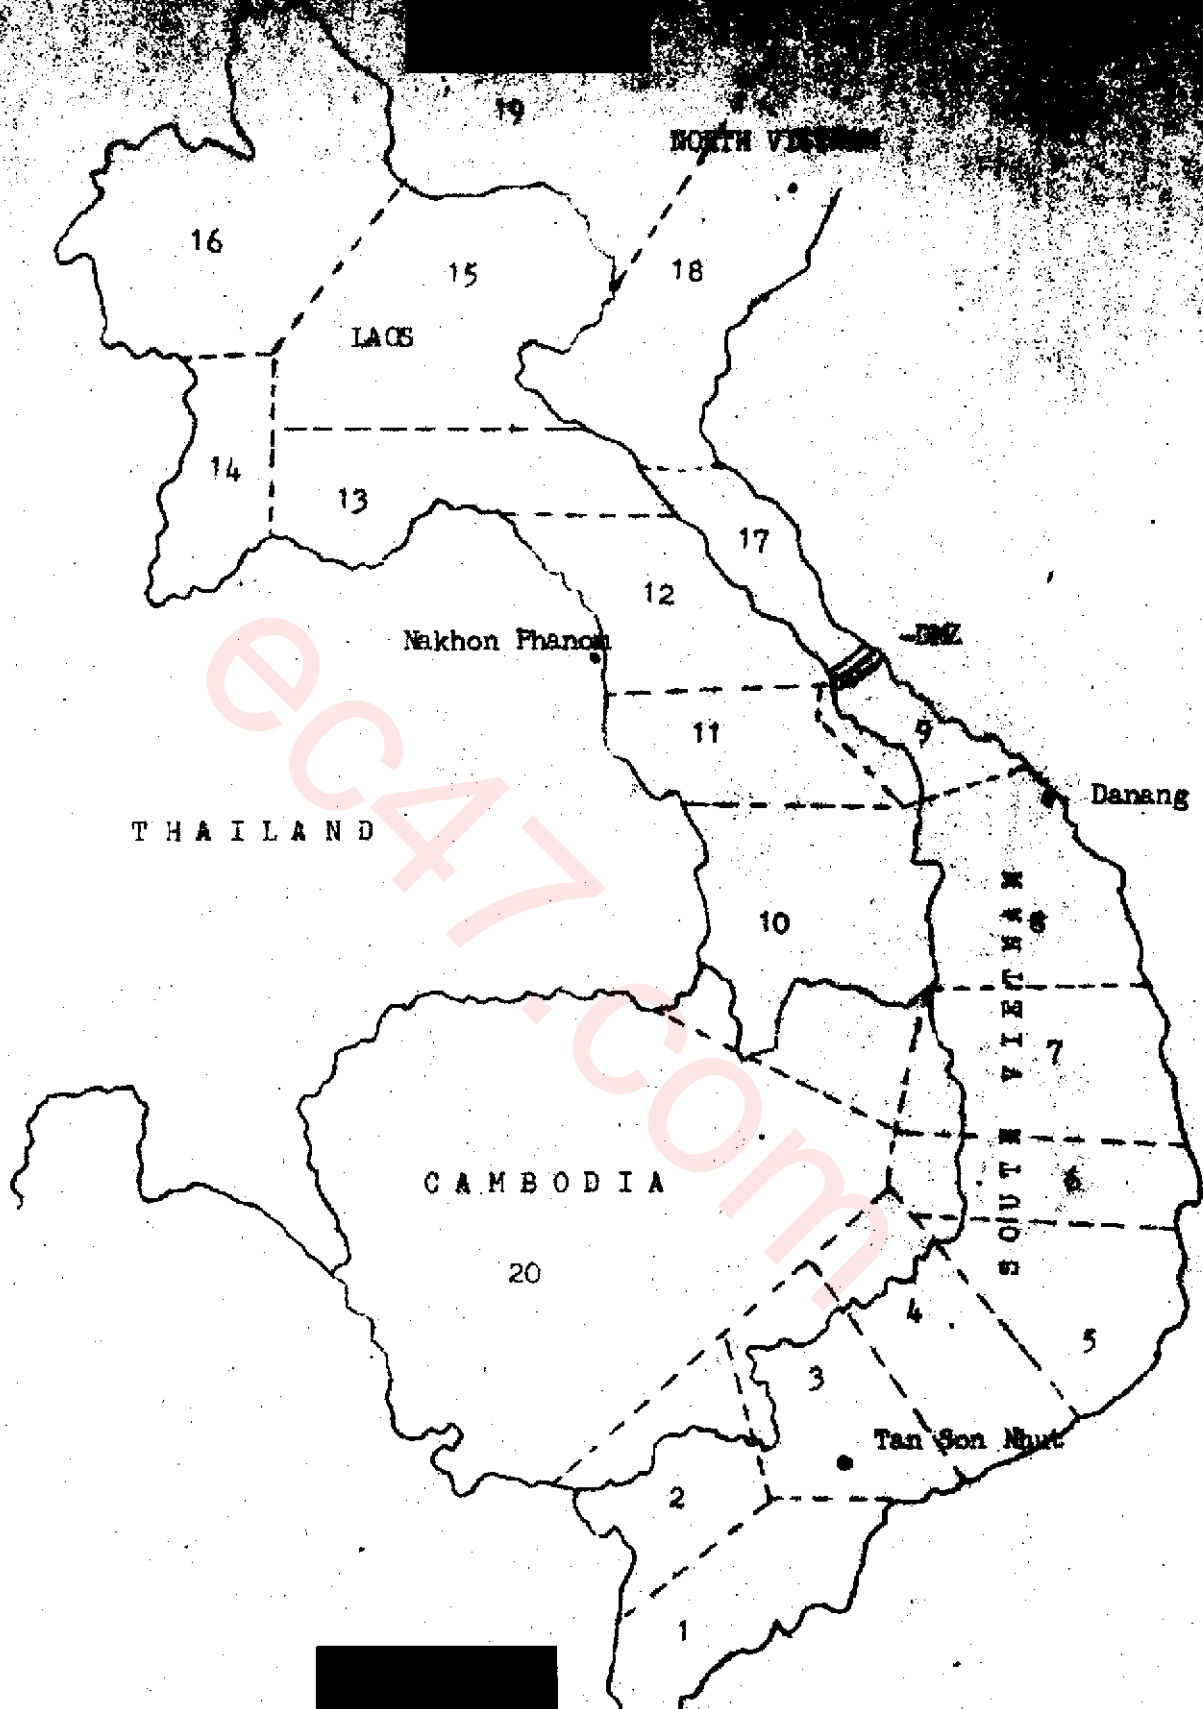 19
NORTH VIETNAM
16
15
18
LAOS
14
13
17
12
Nakhon Phanom
DMZ
11
9
Danang
THAILAND
10
8
SOUTH VIETNAM
7
CAMBODIA
6
20
4
5
3
Tan Son Nhut
2
1
ec47.com